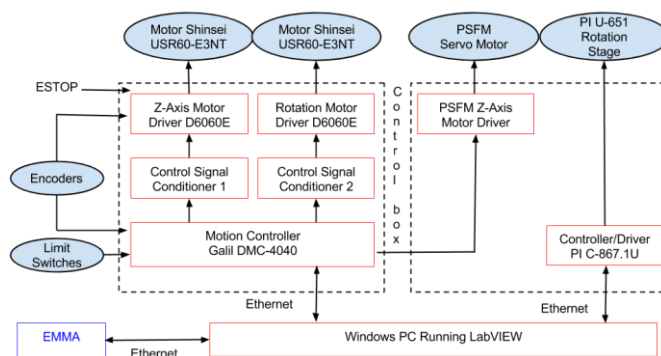 Motor Shinsei
USR60-E3NT
Motor Shinsei
USR60-E3NT
PSFM
Servo Motor
PI U-651
Rotation
Stage
ESTOP
Z-Axis Motor
Driver D6060E
Rotation Motor
Driver D6060E
Control box
PSFM Z-Axis
Motor Driver
Encoders
Control Signal
Conditioner 1
Control Signal
Conditioner 2
Limit
Switches
Motion Controller
Galil DMC-4040
Controller/Driver
PI C-867.1U
Ethernet
Ethernet
EMMA
Ethernet
Windows PC Running LabVIEW